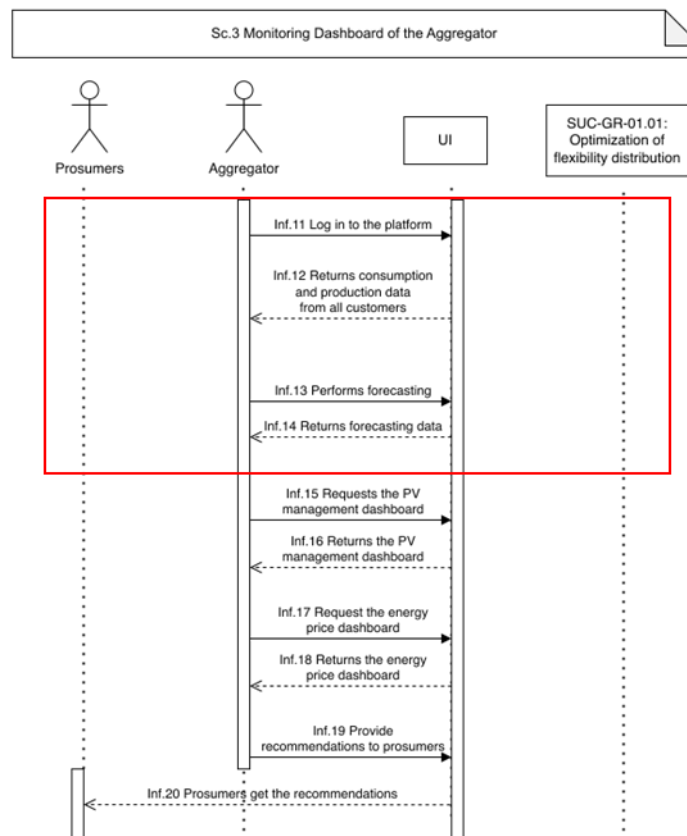 Sc.3 Monitoring Dashboard of the Aggregator
Prosumers
Aggregator
UI
SUC-GR-01.01:
Optimization of
flexibility distribution
Inf.11 Log in to the platform
Inf.12 Returns consumption
and production data
from all customers
Inf.13 Performs forecasting
Inf.14 Returns forecasting data
Inf.15 Requests the PV
management dashboard
Inf.16 Returns the PV
management dashboard
Inf.17 Request the energy
price dashboard
Inf.18 Returns the energy
price dashboard
Inf.19 Provide
recommendations to prosumers
Inf.20 Prosumers get the recommendations